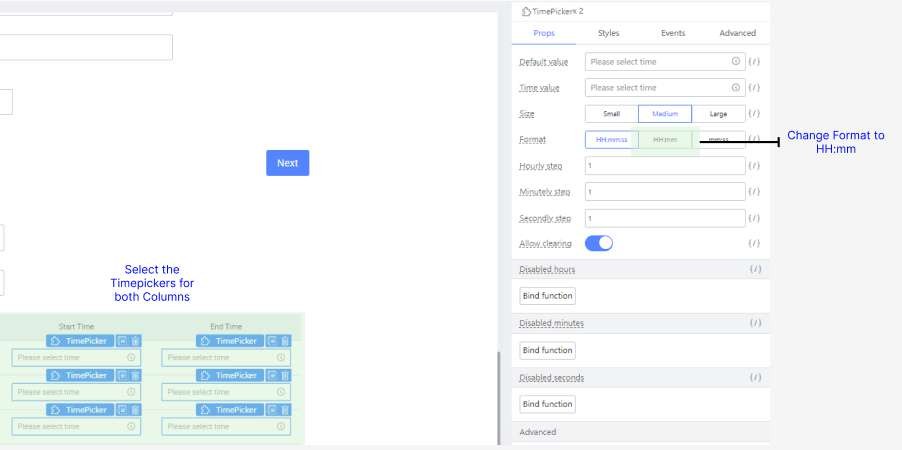 TimePicker× 2
Props Styles Events Advanced
Default value Please select time {/}
Time value Please select time {/}
Size Small Medium Large {/}
Format HH:mm:ss HH:mm mm:ss {/}
Change Format to
HH:mm
Next
Hourly step 1 {/}
Minutely step 1 {/}
Secondly step 1 {/}
Allow clearing {/}
Select the
Timepickers for
both Columns
Disabled hours {/}
Bind function
Disabled minutes {/}
Bind function
Disabled seconds {/}
Bind function
Advanced
Start Time End Time
TimePicker TimePicker
Please select time Please select time
TimePicker TimePicker
Please select time Please select time
TimePicker TimePicker
Please select time Please select time